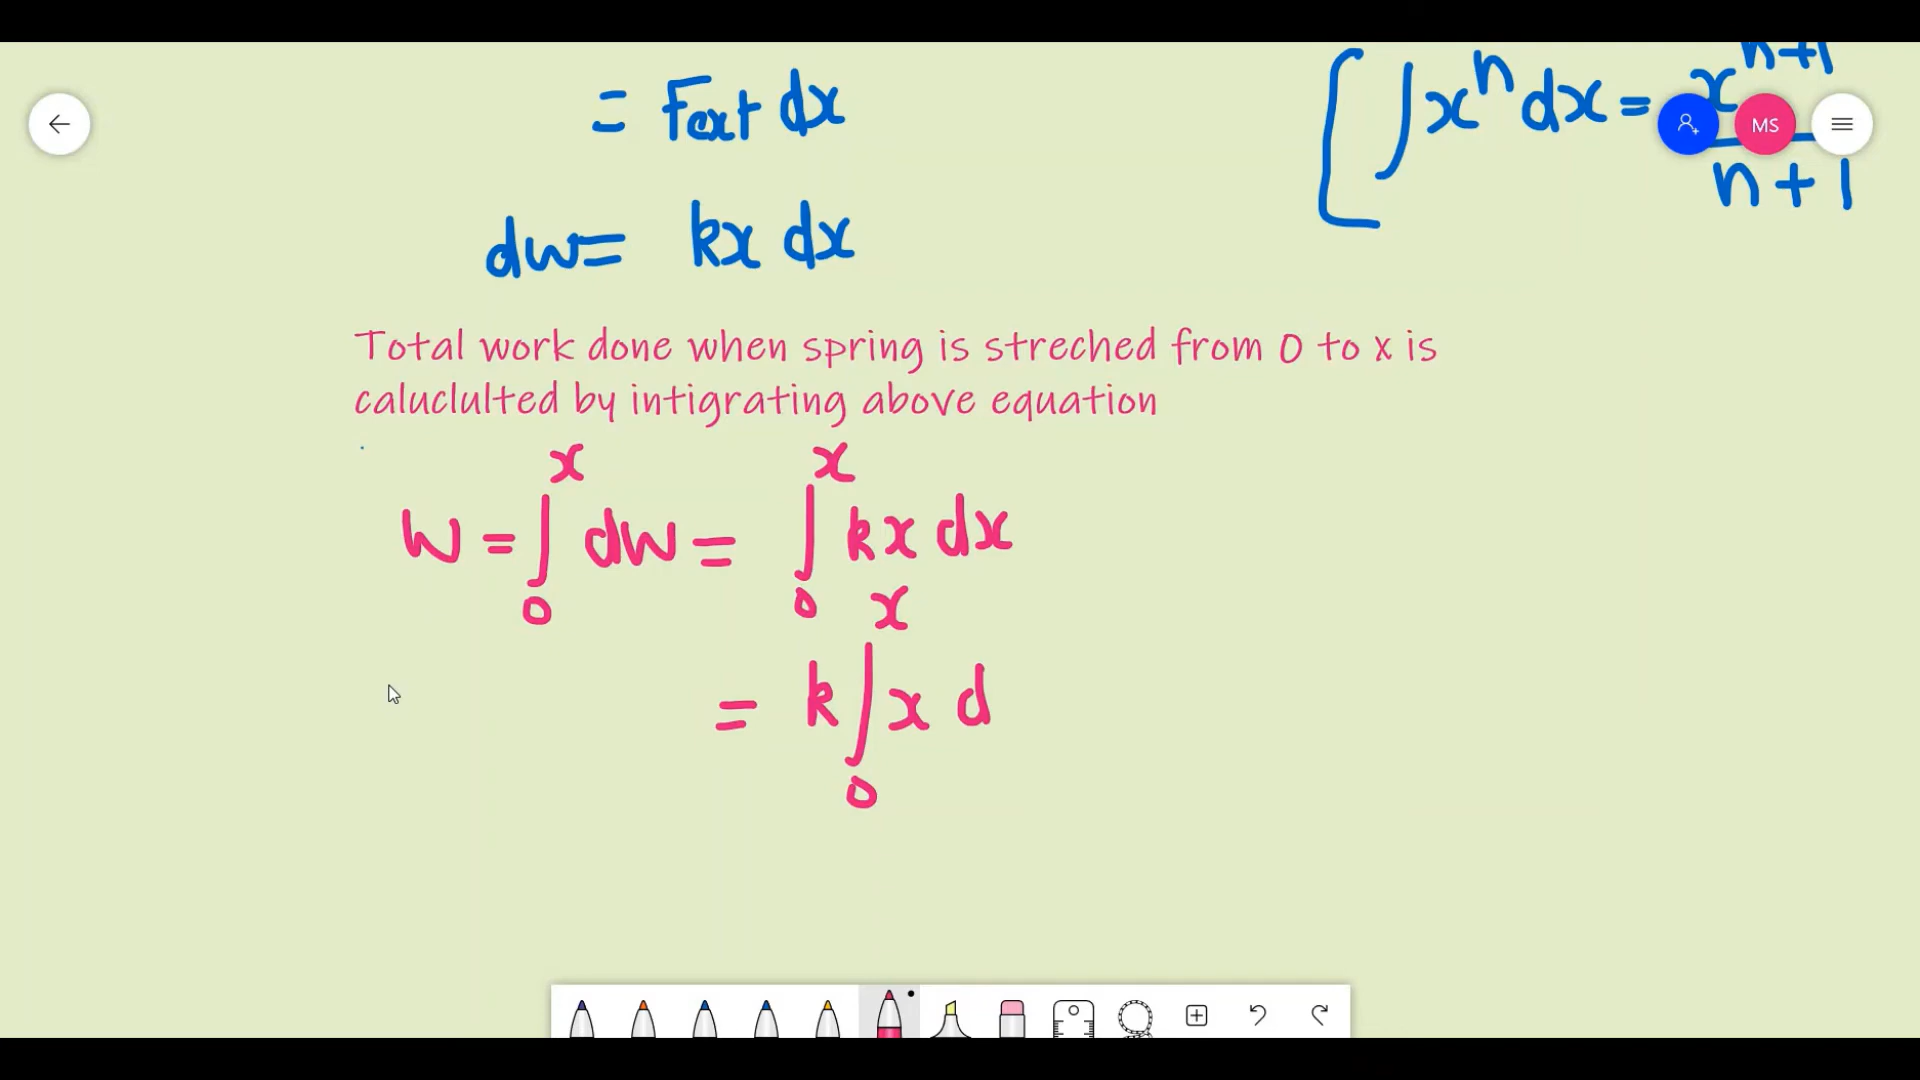 = Fext dx
[ ∫ xⁿ dx = x^(n+1) / (n+1)
MS
dw = kx dx
Total work done when spring is streched from 0 to x is
caluclulted by intigrating above equation
W = ∫₀ˣ dw = ∫₀ˣ kx dx
= k ∫₀ˣ x d